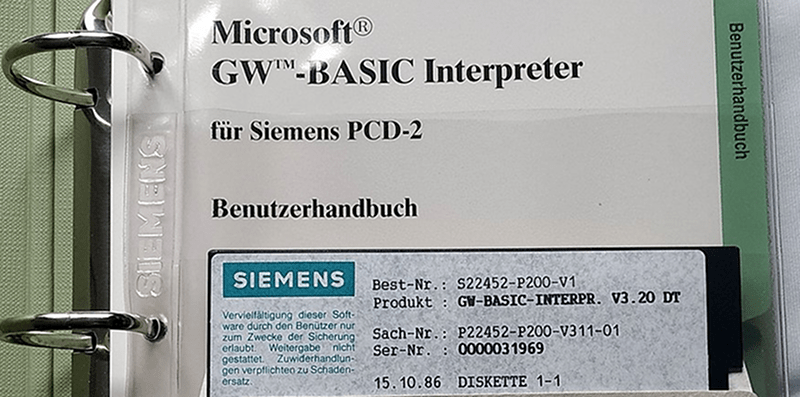 Microsoft®
GW™-BASIC Interpreter
für Siemens PCD-2
Benutzerhandbuch
Benutzerhandbuch
SIEMENS
SIEMENS
Vervielfältigung dieser Soft-
ware durch den Benutzer nur
zum Zwecke der Sicherung
erlaubt. Weitergabe nicht
gestattet. Zuwiderhandlun-
gen verpflichten zu Schaden-
ersatz.
Best-Nr.: S22452-P200-V1
Produkt : GW-BASIC-INTERPR. V3.20 DT
Sach-Nr.: P22452-P200-V311-01
Ser-Nr. : 0000031969
15.10.86 DISKETTE 1-1